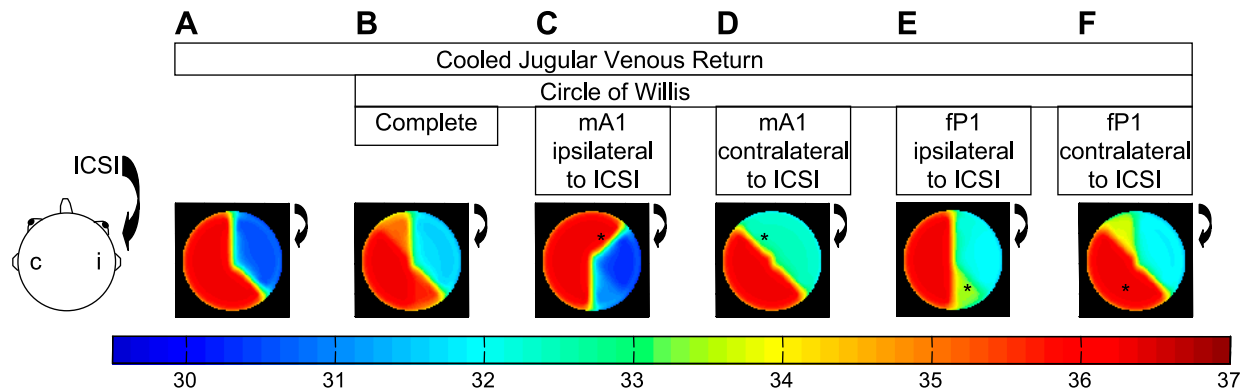 A B C D E F
Cooled Jugular Venous Return
Circle of Willis
Complete
mA1
ipsilateral
to ICSI
mA1
contralateral
to ICSI
fP1
ipsilateral
to ICSI
fP1
contralateral
to ICSI
ICSI
c i
* * * *
30 31 32 33 34 35 36 37